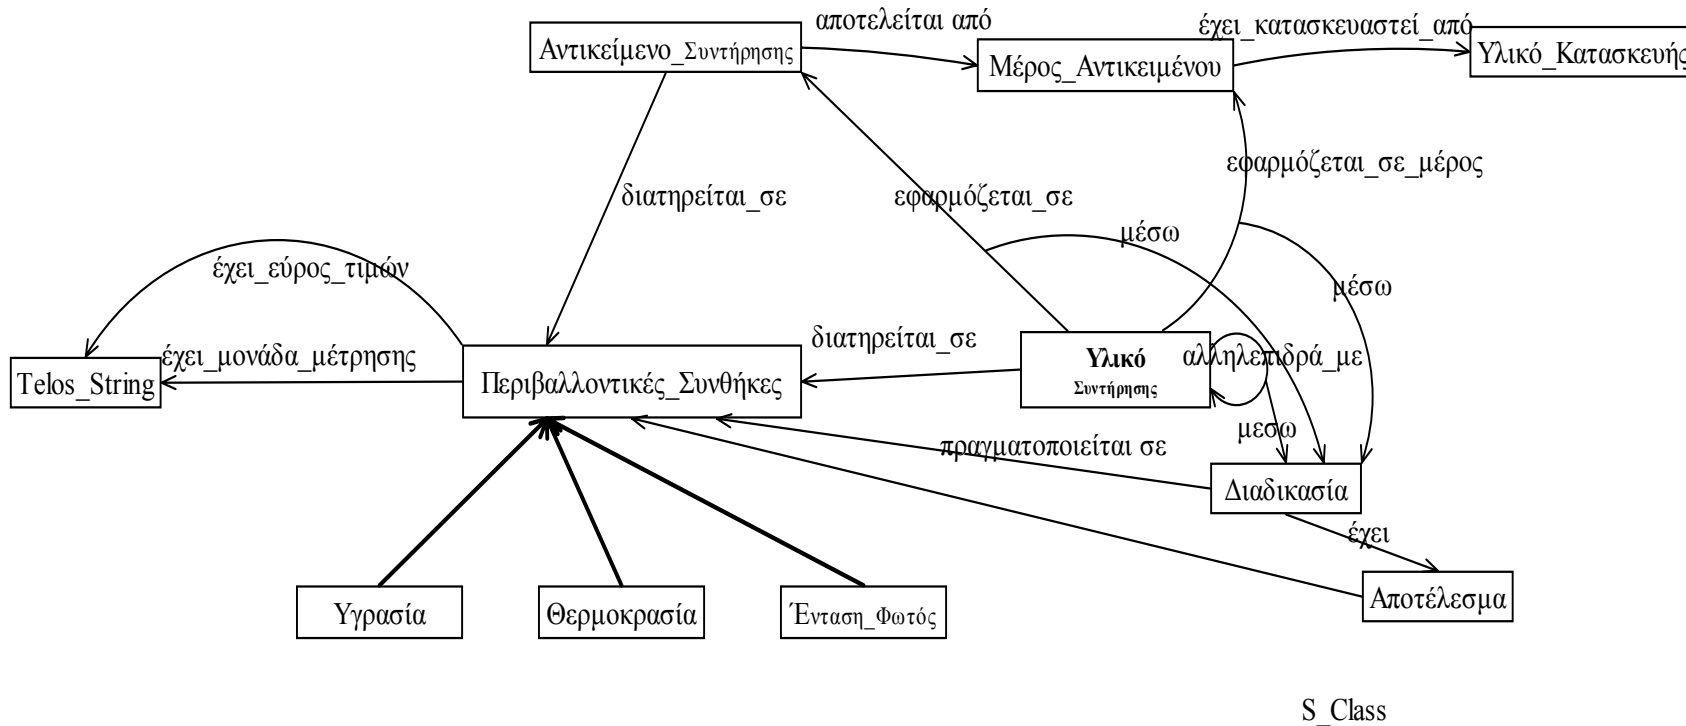 αποτελείται από
έχει_κατασκευαστεί_από
Αντικείμενο_Συντήρησης
Μέρος_Αντικειμένου
Υλικό_Κατασκευής
εφαρμόζεται_σε_μέρος
διατηρείται_σε
εφαρμόζεται_σε
μέσω
έχει_εύρος_τιμών
μέσω
διατηρείται_σε
έχει_μονάδα_μέτρησης
Υλικό
Συντήρησης
αλληλεπιδρά_με
Telos_String
Περιβαλλοντικές_Συνθήκες
μεσω
πραγματοποιείται σε
Διαδικασία
έχει
Αποτέλεσμα
Υγρασία
Θερμοκρασία
Ένταση_Φωτός
S_Class